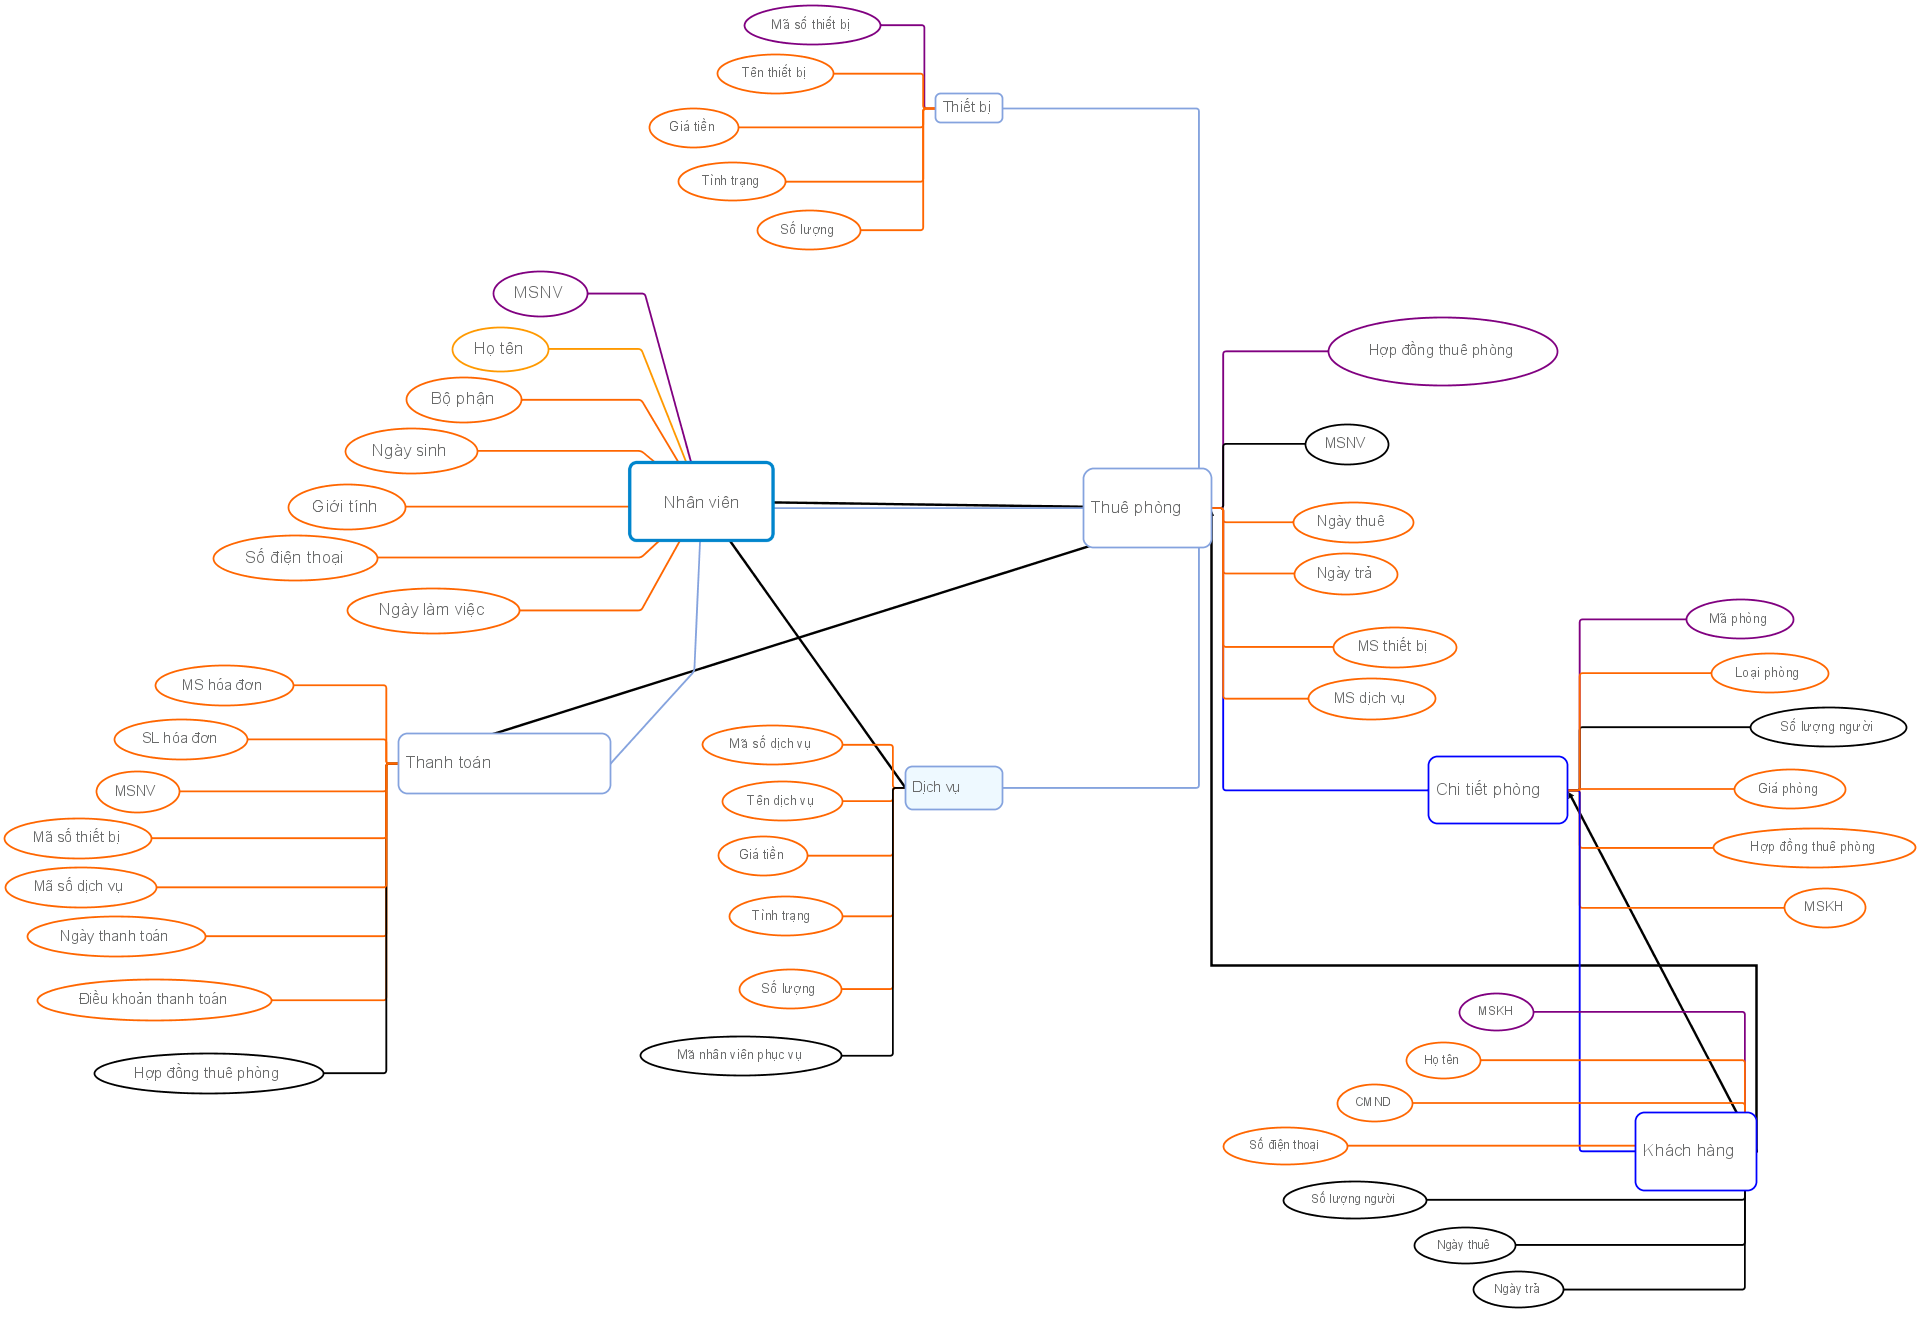 Mã số thiết bị
Tên thiết bị
Thiết bị
Giá tiền
Tình trạng
Số lượng
MSNV
Họ tên
Bộ phận
Ngày sinh
Nhân viên
Giới tính
Số điện thoại
Ngày làm việc
Hợp đồng thuê phòng
MSNV
Thuê phòng
Ngày thuê
Ngày trả
MS thiết bị
MS dịch vụ
Mã phòng
Loại phòng
Số lượng người
Chi tiết phòng
Giá phòng
Hợp đồng thuê phòng
MSKH
MS hóa đơn
SL hóa đơn
Thanh toán
MSNV
Mã số thiết bị
Mã số dịch vụ
Ngày thanh toán
Điều khoản thanh toán
Hợp đồng thuê phòng
Mã số dịch vụ
Dịch vụ
Tên dịch vụ
Giá tiền
Tình trạng
Số lượng
Mã nhân viên phục vụ
MSKH
Họ tên
CMND
Số điện thoại
Khách hàng
Số lượng người
Ngày thuê
Ngày trả